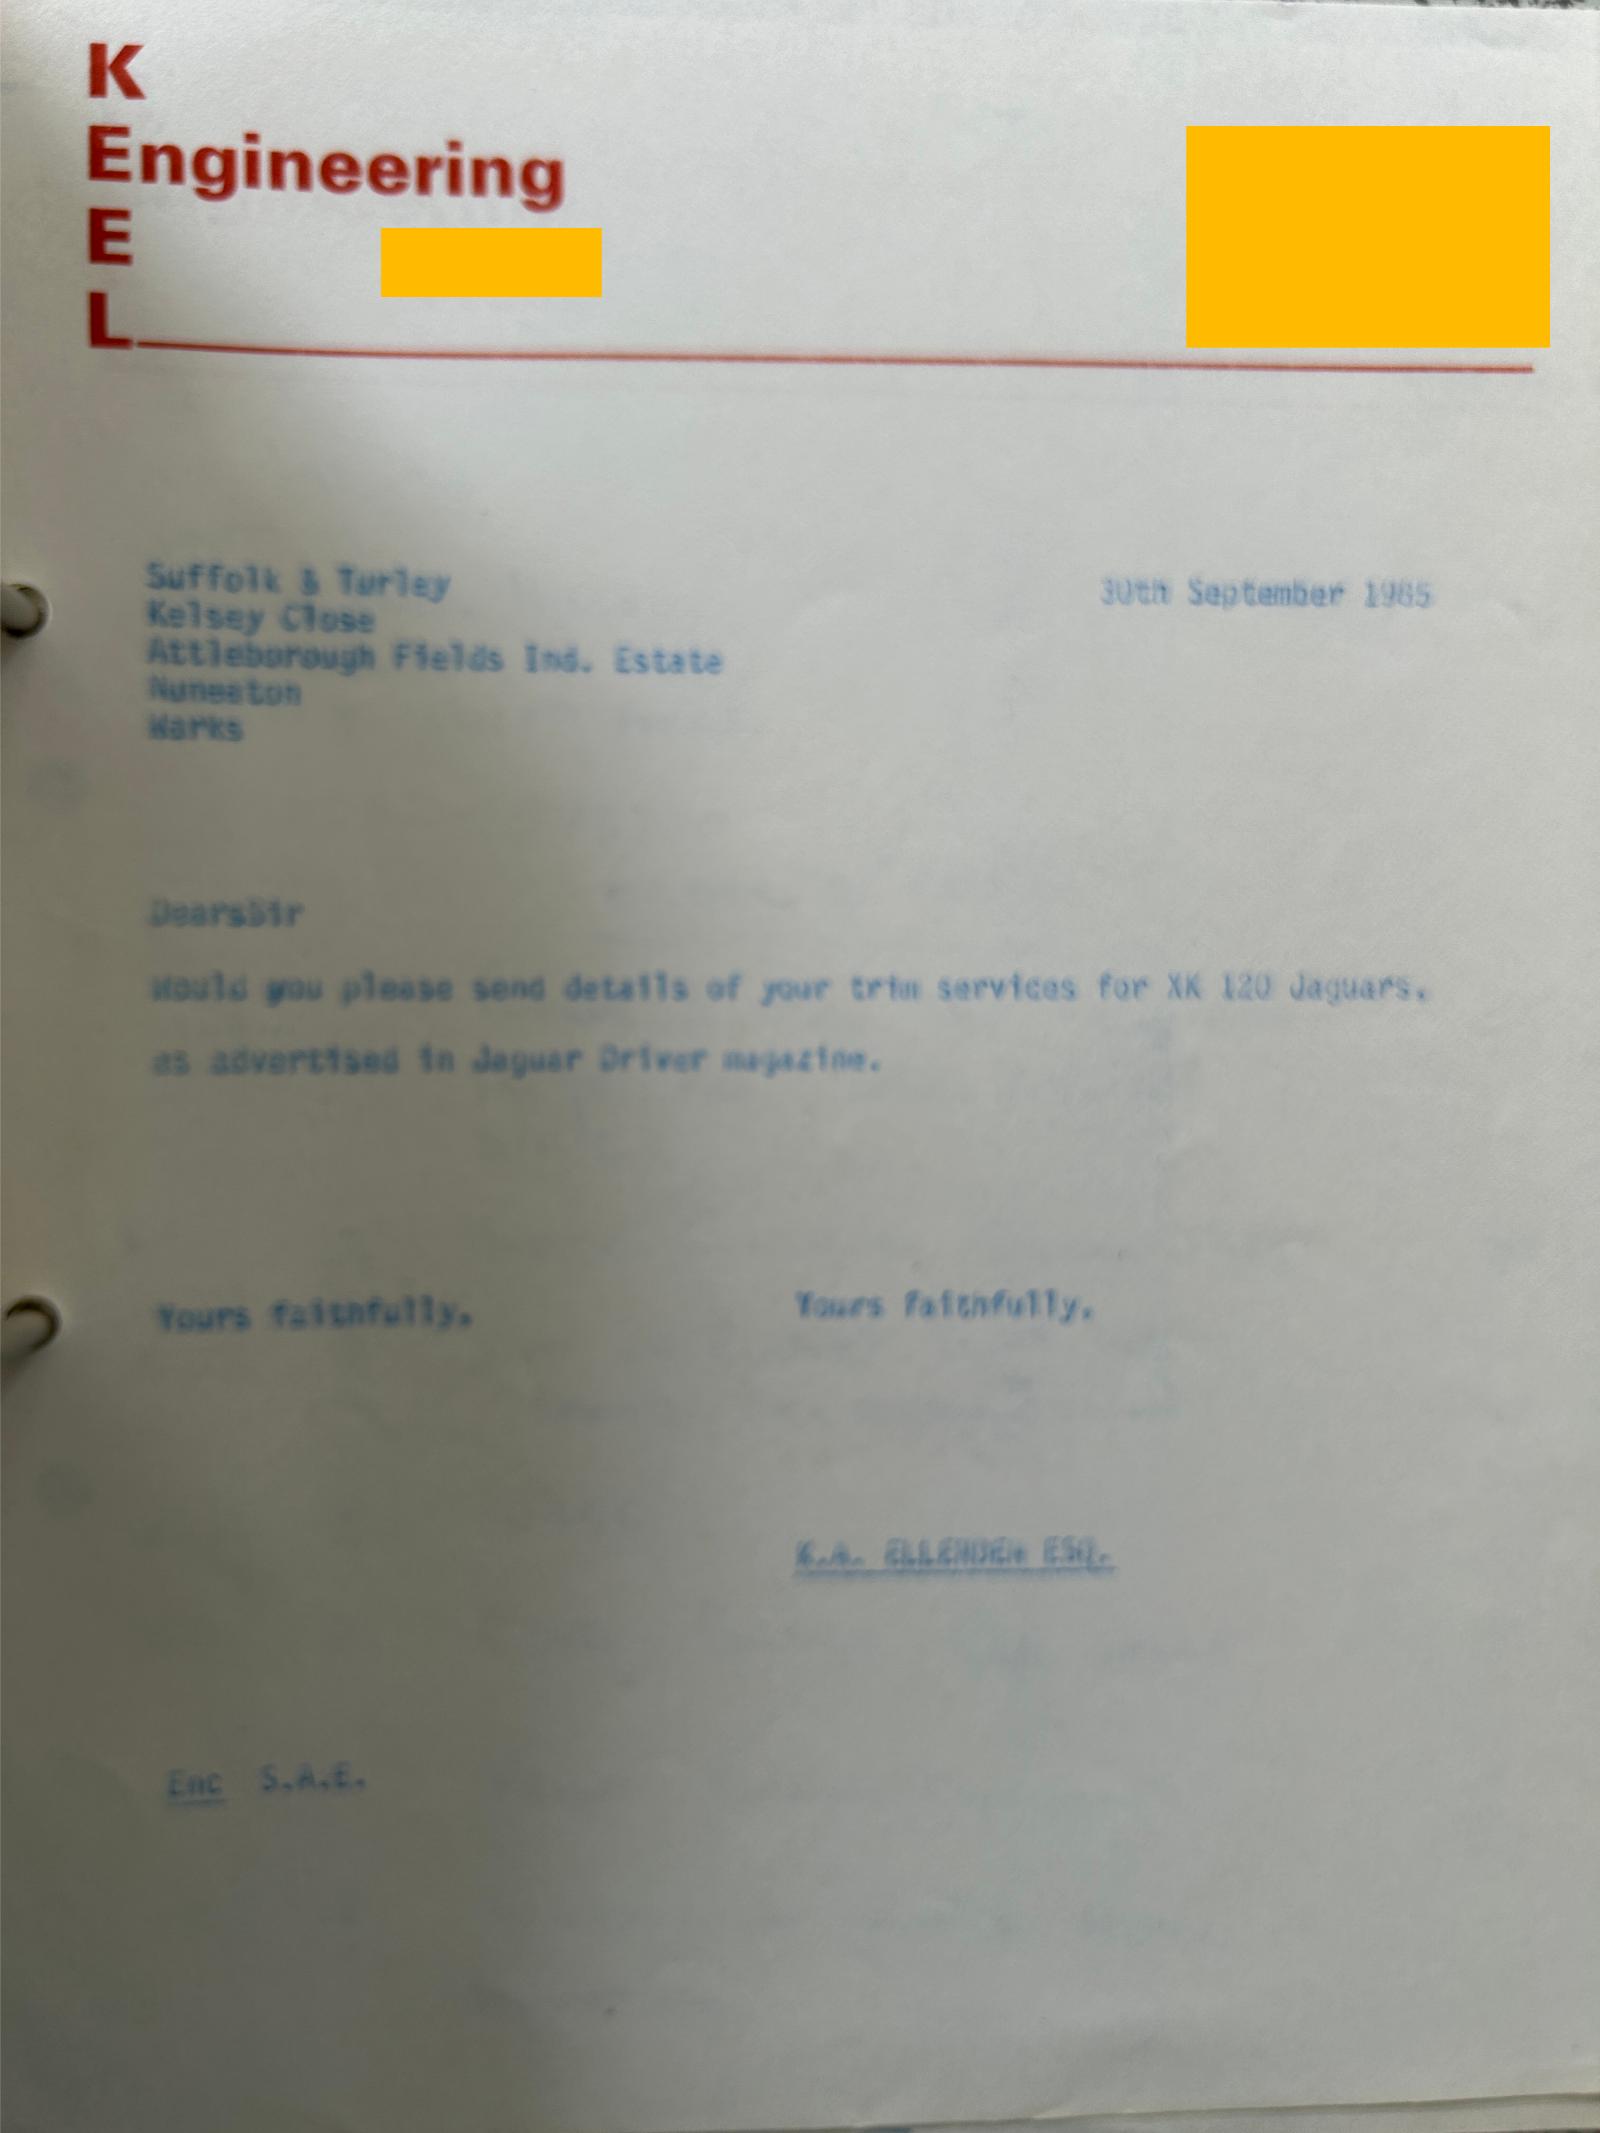 K
Engineering
E
L
Suffolk & Turley
30th September 1985
Kelsey Close
Attleborough Fields Ind. Estate
Nuneaton
Warks
DearsSir
Would you please send details of your trim services for XK 120 Jaguars,
as advertised in Jaguar Driver magazine.
Yours faithfully,
Yours faithfully,
K.A. ESQ.
Enc S.A.E.